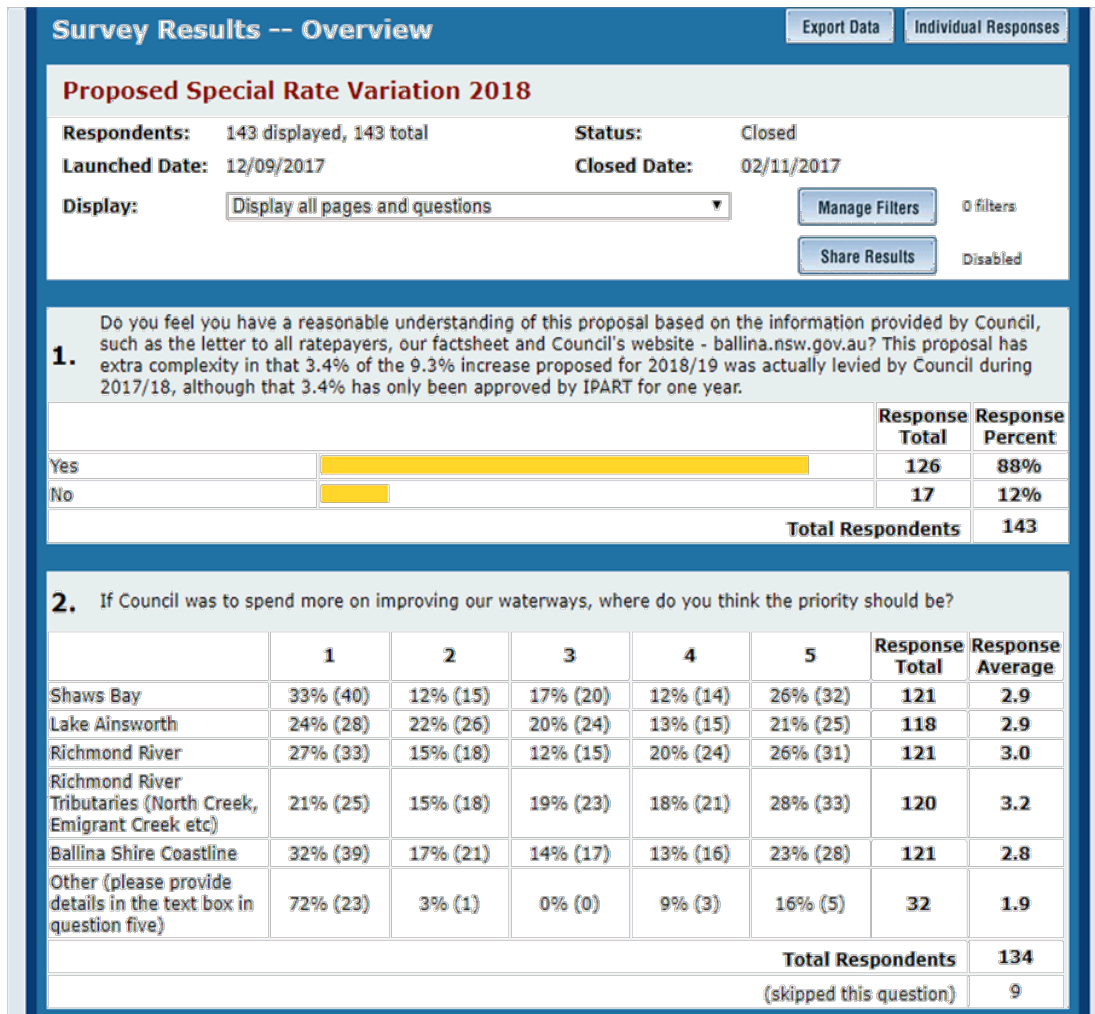 Survey Results -- Overview
Export Data
Individual Responses
Proposed Special Rate Variation 2018
Respondents: 143 displayed, 143 total Status: Closed
Launched Date: 12/09/2017 Closed Date: 02/11/2017
Display: Display all pages and questions ▼ Manage Filters 0 filters
Share Results Disabled
1. Do you feel you have a reasonable understanding of this proposal based on the information provided by Council,
such as the letter to all ratepayers, our factsheet and Council's website - ballina.nsw.gov.au? This proposal has
extra complexity in that 3.4% of the 9.3% increase proposed for 2018/19 was actually levied by Council during
2017/18, although that 3.4% has only been approved by IPART for one year.
Response Response
Total Percent
Yes 126 88%
No 17 12%
Total Respondents 143
2. If Council was to spend more on improving our waterways, where do you think the priority should be?
1 2 3 4 5 Response Response
Total Average
Shaws Bay 33% (40) 12% (15) 17% (20) 12% (14) 26% (32) 121 2.9
Lake Ainsworth 24% (28) 22% (26) 20% (24) 13% (15) 21% (25) 118 2.9
Richmond River 27% (33) 15% (18) 12% (15) 20% (24) 26% (31) 121 3.0
Richmond River
Tributaries (North Creek, 21% (25) 15% (18) 19% (23) 18% (21) 28% (33) 120 3.2
Emigrant Creek etc)
Ballina Shire Coastline 32% (39) 17% (21) 14% (17) 13% (16) 23% (28) 121 2.8
Other (please provide
details in the text box in 72% (23) 3% (1) 0% (0) 9% (3) 16% (5) 32 1.9
question five)
Total Respondents 134
(skipped this question) 9